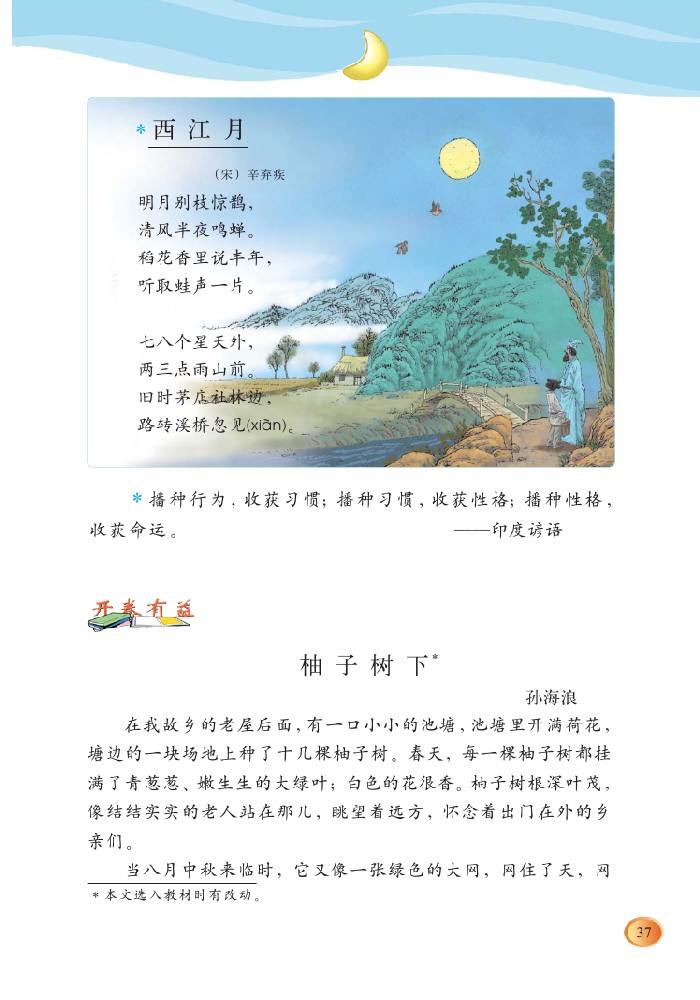 *西江月
（宋）辛弃疾
明月别枝惊鹊，
清风半夜鸣蝉。
稻花香里说丰年，
听取蛙声一片。
七八个星天外，
两三点雨山前。
旧时茅店社林边，
路转溪桥忽见(xiàn)。
*播种行为，收获习惯；播种习惯，收获性格；播种性格，
收获命运。 ——印度谚语
开卷有益
柚子树下*
孙海浪
在我故乡的老屋后面，有一口小小的池塘，池塘里开满荷花，
塘边的一块场地上种了十几棵柚子树。春天，每一棵柚子树都挂
满了青葱葱、嫩生生的大绿叶；白色的花很香。柚子树根深叶茂，
像结结实实的老人站在那儿，眺望着远方，怀念着出门在外的乡
亲们。
当八月中秋来临时，它又像一张绿色的大网，网住了天，网
*本文选入教材时有改动。
37